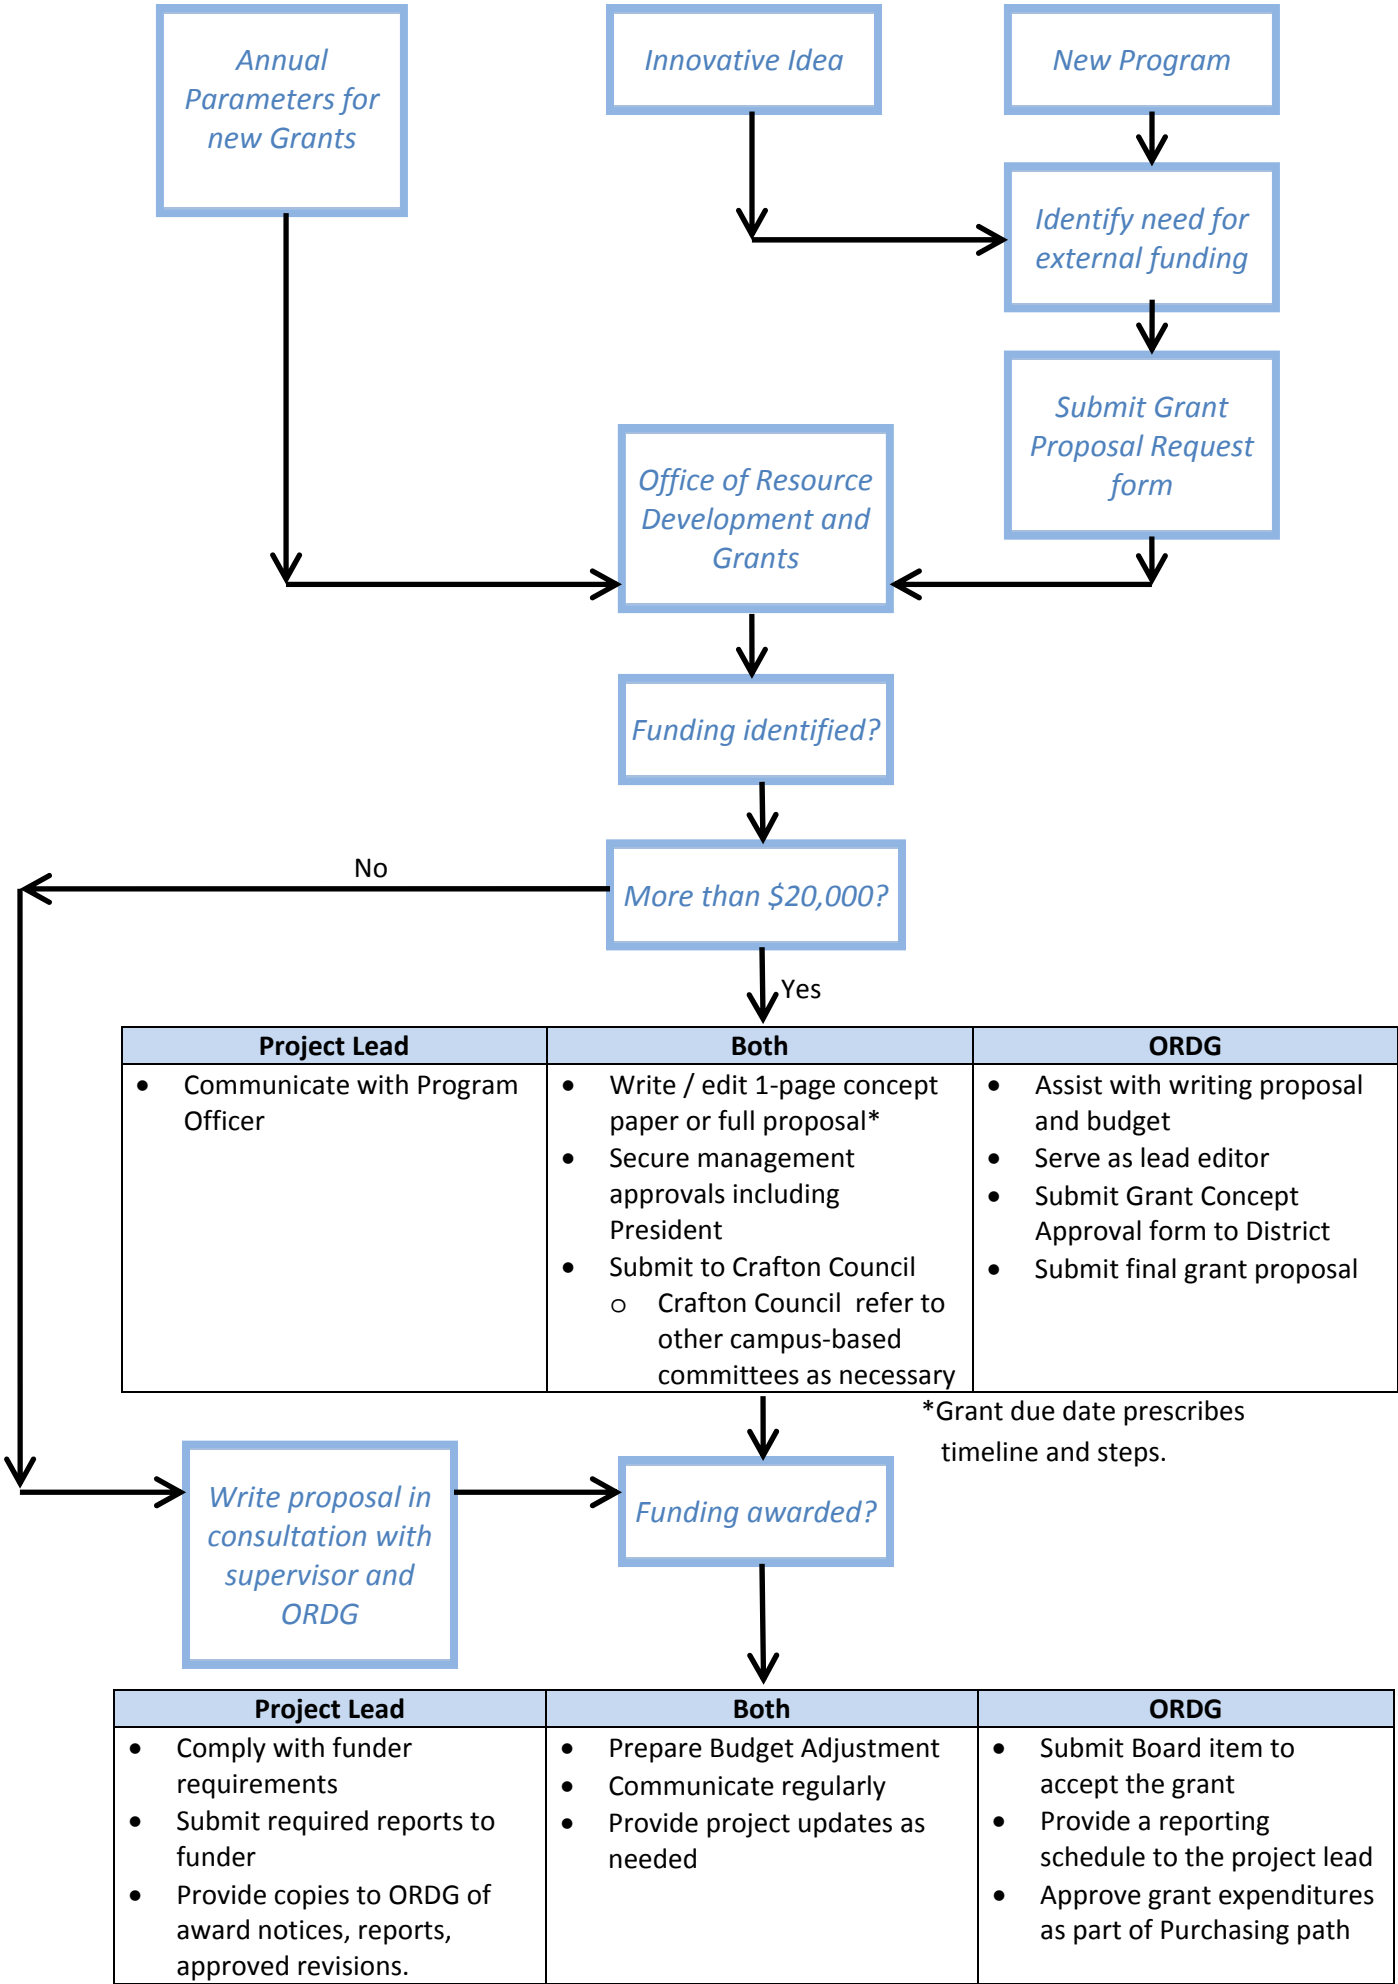 Annual
Parameters for
new Grants
Innovative Idea
New Program
Identify need for
external funding
Submit Grant
Proposal Request
form
Office of Resource
Development and
Grants
Funding identified?
More than $20,000?
No
Yes
Project Lead
• Communicate with Program
Officer
Both
• Write / edit 1-page concept
paper or full proposal*
• Secure management
approvals including
President
• Submit to Crafton Council
o Crafton Council refer to
other campus-based
committees as necessary
ORDG
• Assist with writing proposal
and budget
• Serve as lead editor
• Submit Grant Concept
Approval form to District
• Submit final grant proposal
*Grant due date prescribes
timeline and steps.
Write proposal in
consultation with
supervisor and
ORDG
Funding awarded?
Project Lead
• Comply with funder
requirements
• Submit required reports to
funder
• Provide copies to ORDG of
award notices, reports,
approved revisions.
Both
• Prepare Budget Adjustment
• Communicate regularly
• Provide project updates as
needed
ORDG
• Submit Board item to
accept the grant
• Provide a reporting
schedule to the project lead
• Approve grant expenditures
as part of Purchasing path